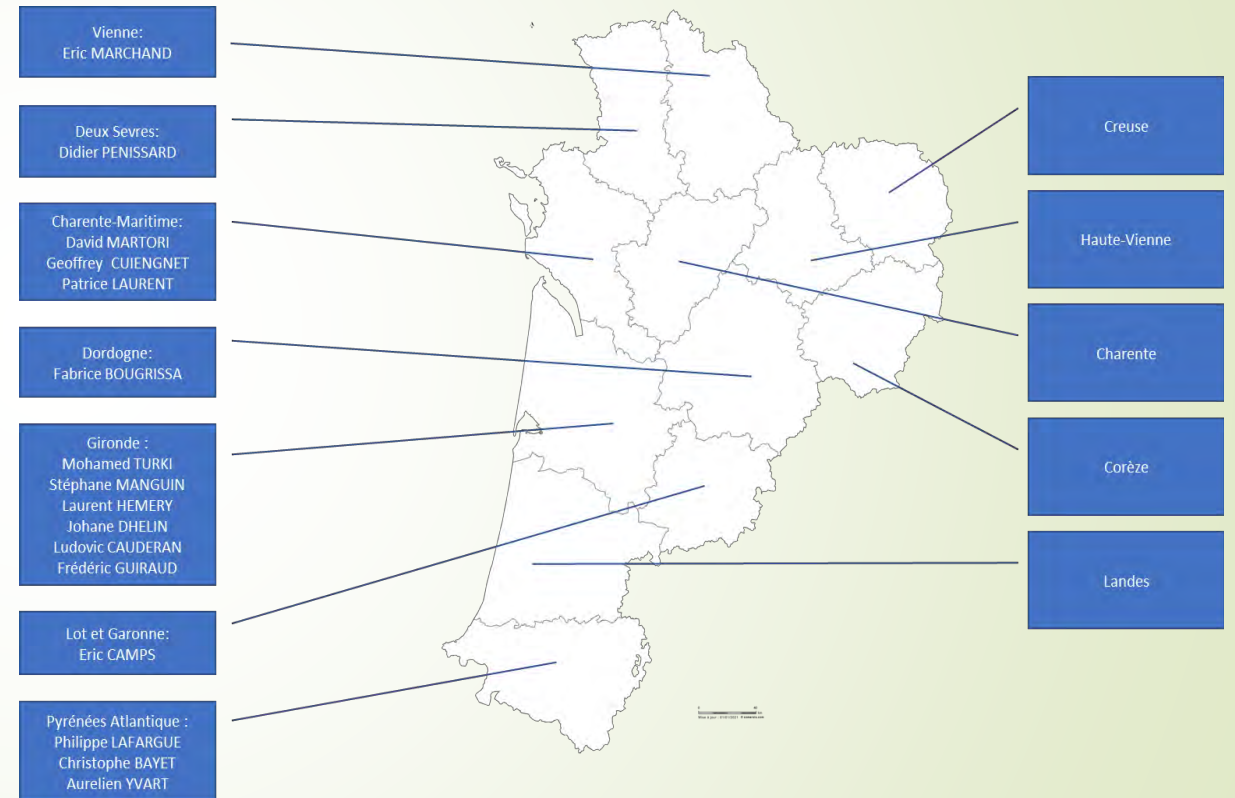 Vienne:
Eric MARCHAND
Deux Sevres:
Didier PENISSARD
Charente-Maritime:
David MARTORI
Geoffrey CUIENGNET
Patrice LAURENT
Dordogne:
Fabrice BOUGRISSA
Gironde :
Mohamed TURKI
Stéphane MANGUIN
Laurent HEMERY
Johane DHELIN
Ludovic CAUDERAN
Frédéric GUIRAUD
Lot et Garonne:
Eric CAMPS
Pyrénées Atlantique :
Philippe LAFARGUE
Christophe BAYET
Aurelien YVART
Creuse
Haute-Vienne
Charente
Corèze
Landes